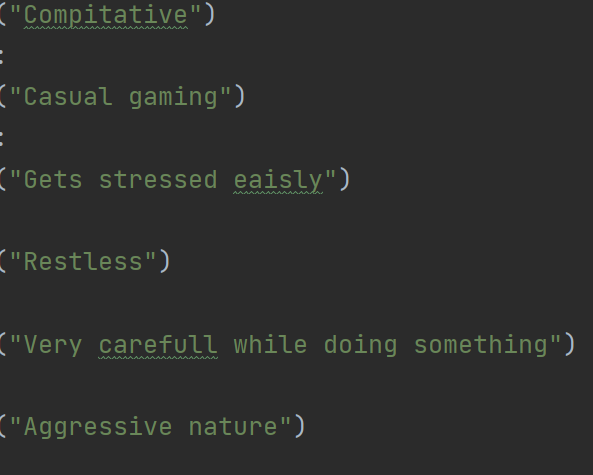 ("Compitative")
:
("Casual gaming")
:
("Gets stressed eaisly")
("Restless")
("Very carefull while doing something")
("Aggressive nature")